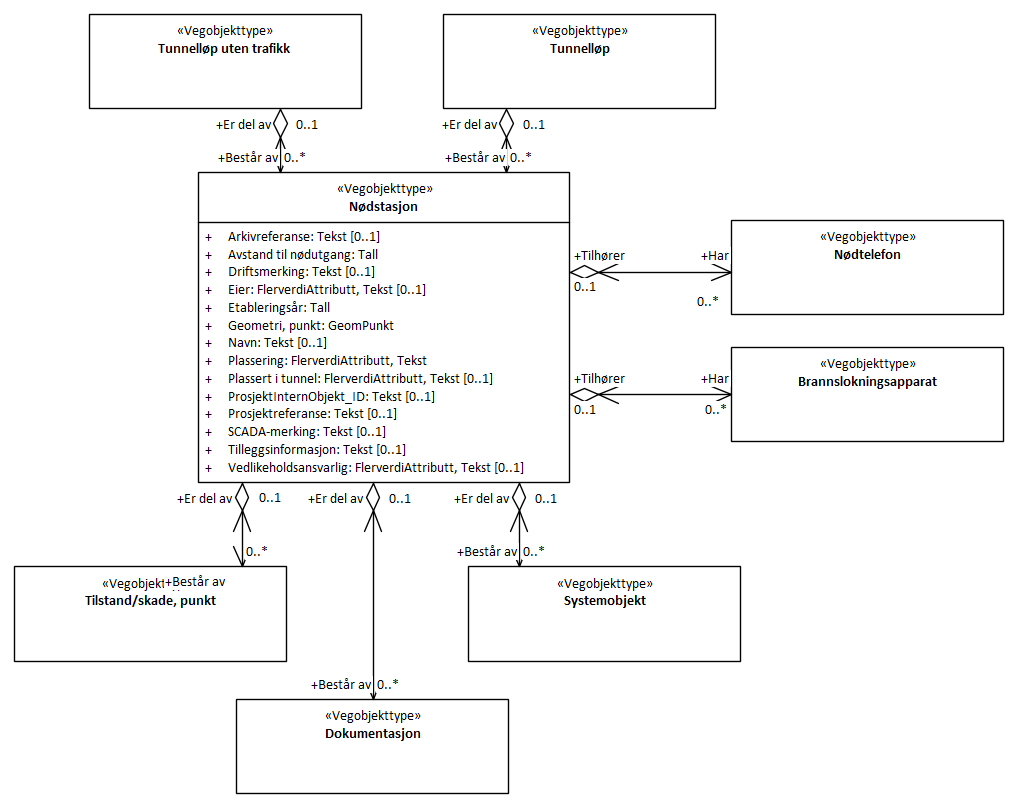 «Vegobjekttype»
Tunnelløp uten trafikk
«Vegobjekttype»
Tunnelløp
+Er del av 0..1
+Består av 0..*
+Er del av 0..1
+Består av 0..*
«Vegobjekttype»
Nødstasjon
+ Arkivreferanse: Tekst [0..1]
+ Avstand til nødutgang: Tall
+ Driftsmerking: Tekst [0..1]
+ Eier: FlerverdiAttributt, Tekst [0..1]
+ Etableringsår: Tall
+ Geometri, punkt: GeomPunkt
+ Navn: Tekst [0..1]
+ Plassering: FlerverdiAttributt, Tekst
+ Plassert i tunnel: FlerverdiAttributt, Tekst [0..1]
+ ProsjektInternObjekt_ID: Tekst [0..1]
+ Prosjektreferanse: Tekst [0..1]
+ SCADA-merking: Tekst [0..1]
+ Tilleggsinformasjon: Tekst [0..1]
+ Vedlikeholdsansvarlig: FlerverdiAttributt, Tekst [0..1]
+Tilhører +Har
0..1 0..*
«Vegobjekttype»
Nødtelefon
+Tilhører +Har
0..1 0..*
«Vegobjekttype»
Brannslokningsapparat
+Er del av 0..1
0..*
+Består av
«Vegobjekt
Tilstand/skade, punkt
+Er del av 0..1
+Består av 0..*
«Vegobjekttype»
Dokumentasjon
+Er del av 0..1
+Består av 0..*
«Vegobjekttype»
Systemobjekt